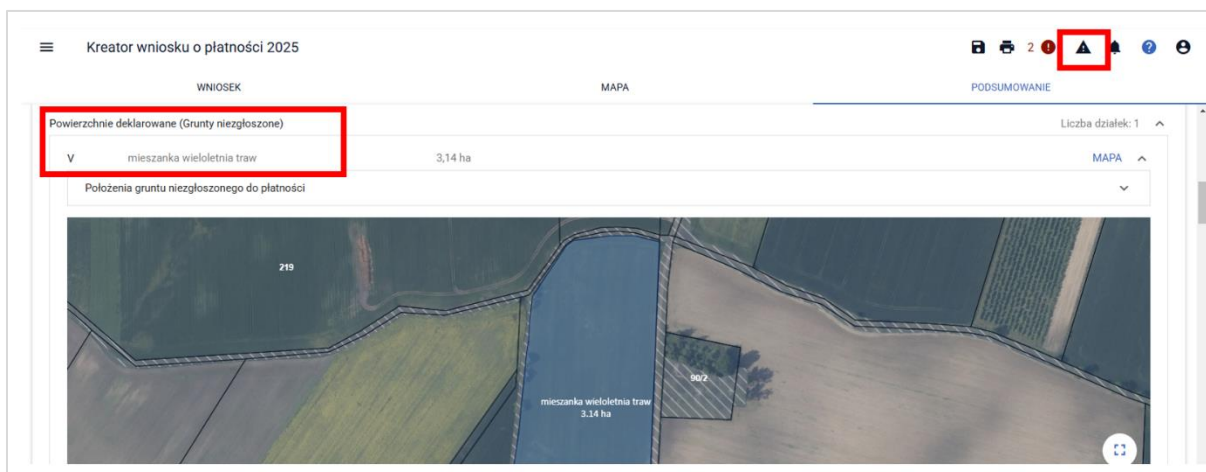 Kreator wniosku o płatności 2025
2
WNIOSEK
MAPA
PODSUMOWANIE
Powierzchnie deklarowane (Grunty niezgłoszone)
Liczba działek: 1
V mieszanka wieloletnia traw 3,14 ha MAPA
Położenia gruntu niezgłoszonego do płatności
219
90/2
mieszanka wieloletnia traw
3.14 ha